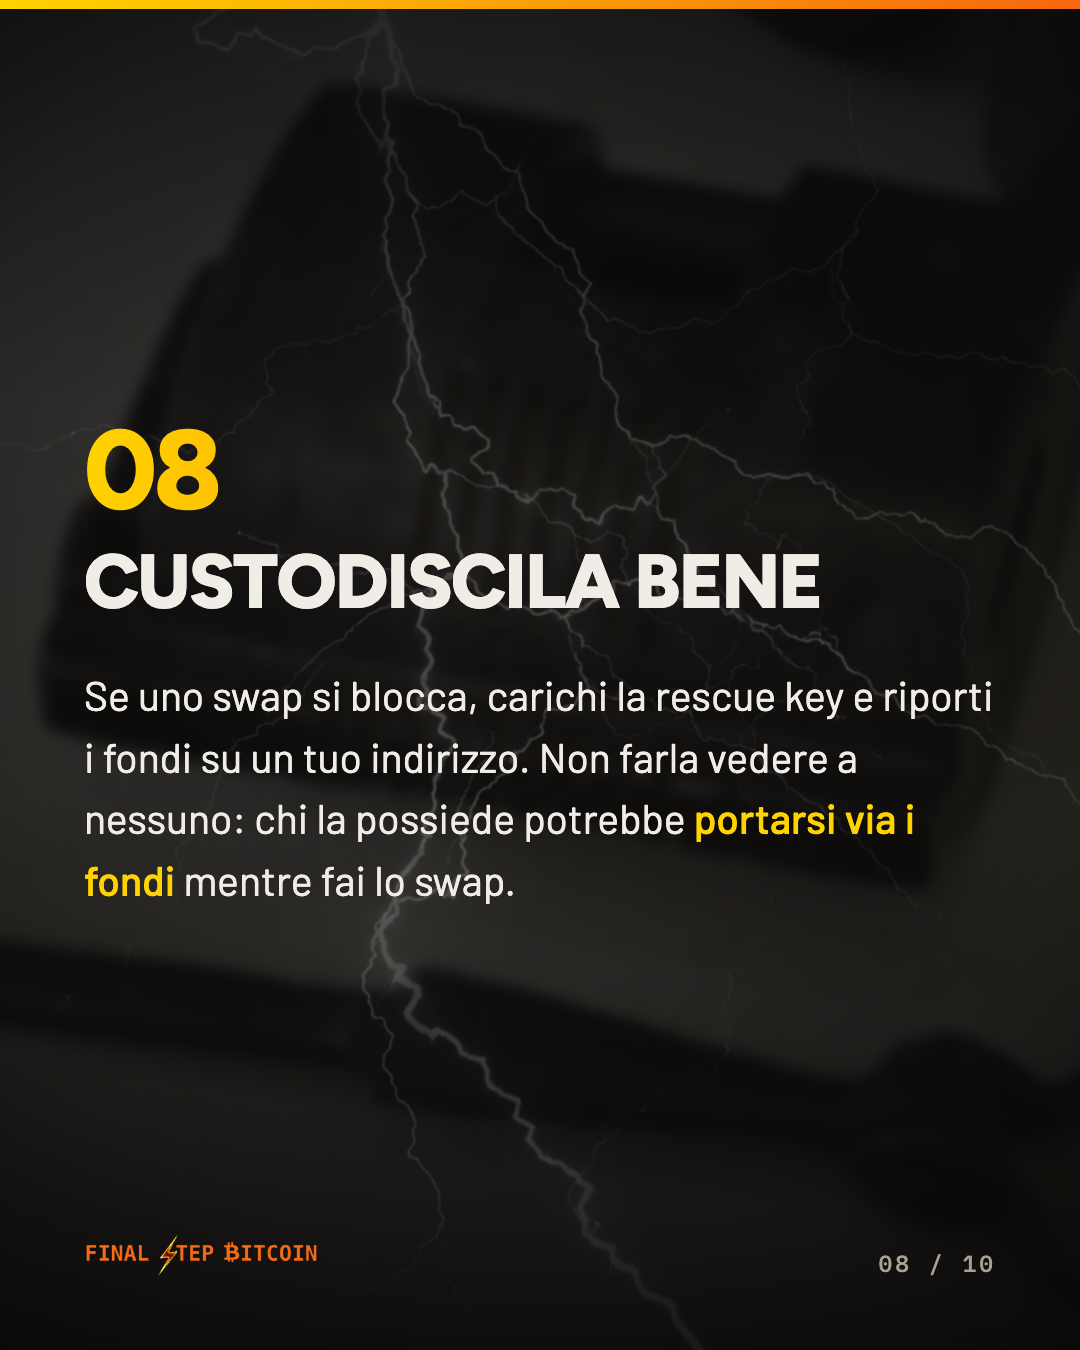 08
CUSTODISCILA BENE
Se uno swap si blocca, carichi la rescue key e riporti
i fondi su un tuo indirizzo. Non farla vedere a
nessuno: chi la possiede potrebbe portarsi via i
fondi mentre fai lo swap.
FINAL STEP BITCOIN
08 / 10